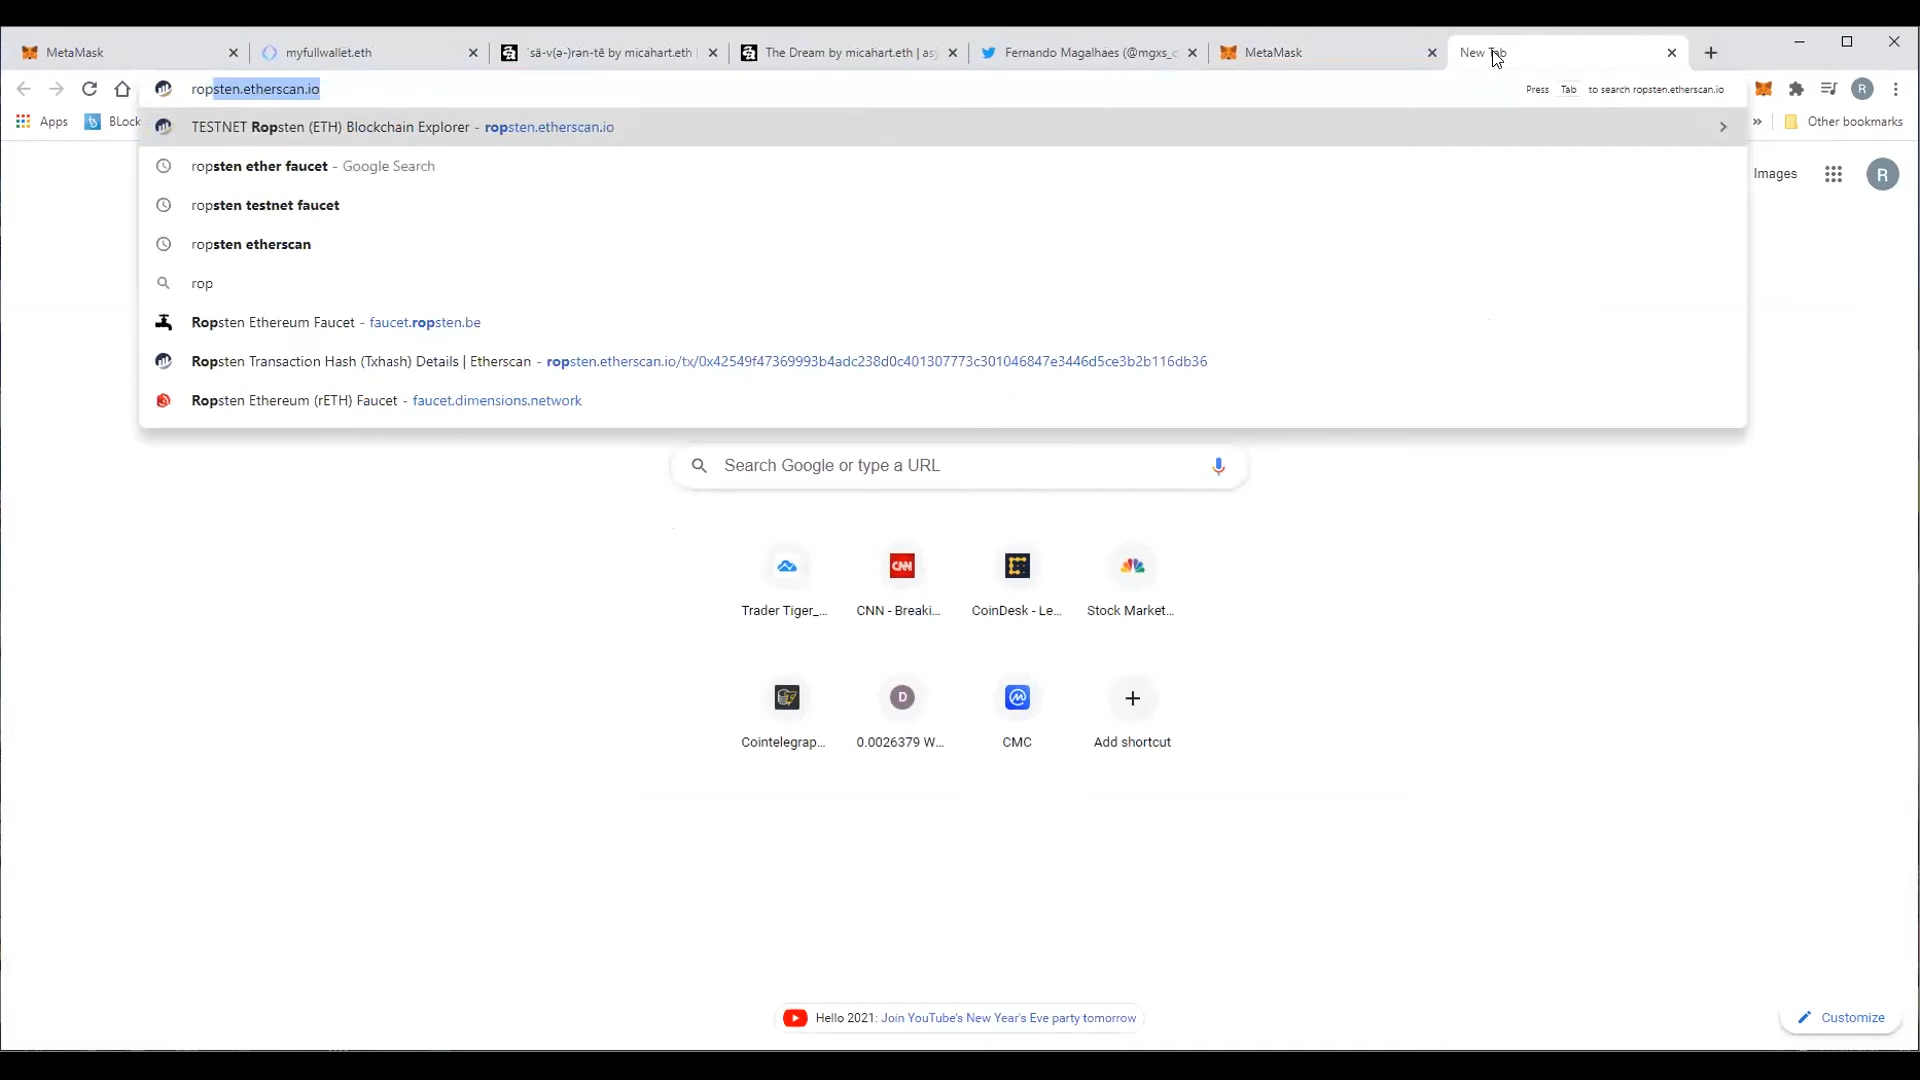 MetaMask
myfullwallet.eth
ˈsä-v(ə-)rən-tē by micahart.eth
The Dream by micahart.eth | as
Fernando Magalhaes (@mgxs_c
MetaMask
New Tab
ropsten.etherscan.io
Press Tab to search ropsten.etherscan.io
R
Apps
BLock
»
Other bookmarks
TESTNET Ropsten (ETH) Blockchain Explorer - ropsten.etherscan.io
ropsten ether faucet - Google Search
ropsten testnet faucet
ropsten etherscan
rop
Ropsten Ethereum Faucet - faucet.ropsten.be
Ropsten Transaction Hash (Txhash) Details | Etherscan - ropsten.etherscan.io/tx/0x42549f47369993b4adc238d0c401307773c301046847e3446d5ce3b2b116db36
Ropsten Ethereum (rETH) Faucet - faucet.dimensions.network
Images
R
Search Google or type a URL
CNN
Trader Tiger_...
CNN - Breaki...
CoinDesk - Le...
Stock Market...
D
Cointelegrap...
0.0026379 W...
CMC
Add shortcut
Hello 2021: Join YouTube's New Year's Eve party tomorrow
Customize